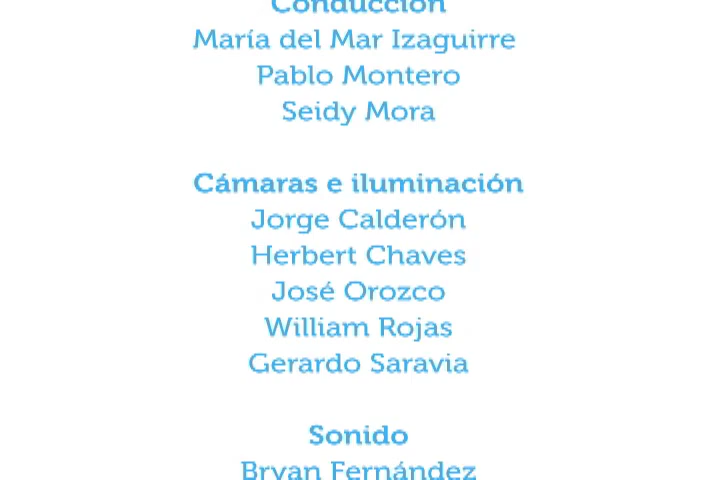 Conducción
María del Mar Izaguirre
Pablo Montero
Seidy Mora
Cámaras e iluminación
Jorge Calderón
Herbert Chaves
José Orozco
William Rojas
Gerardo Saravia
Sonido
Bryan Fernández